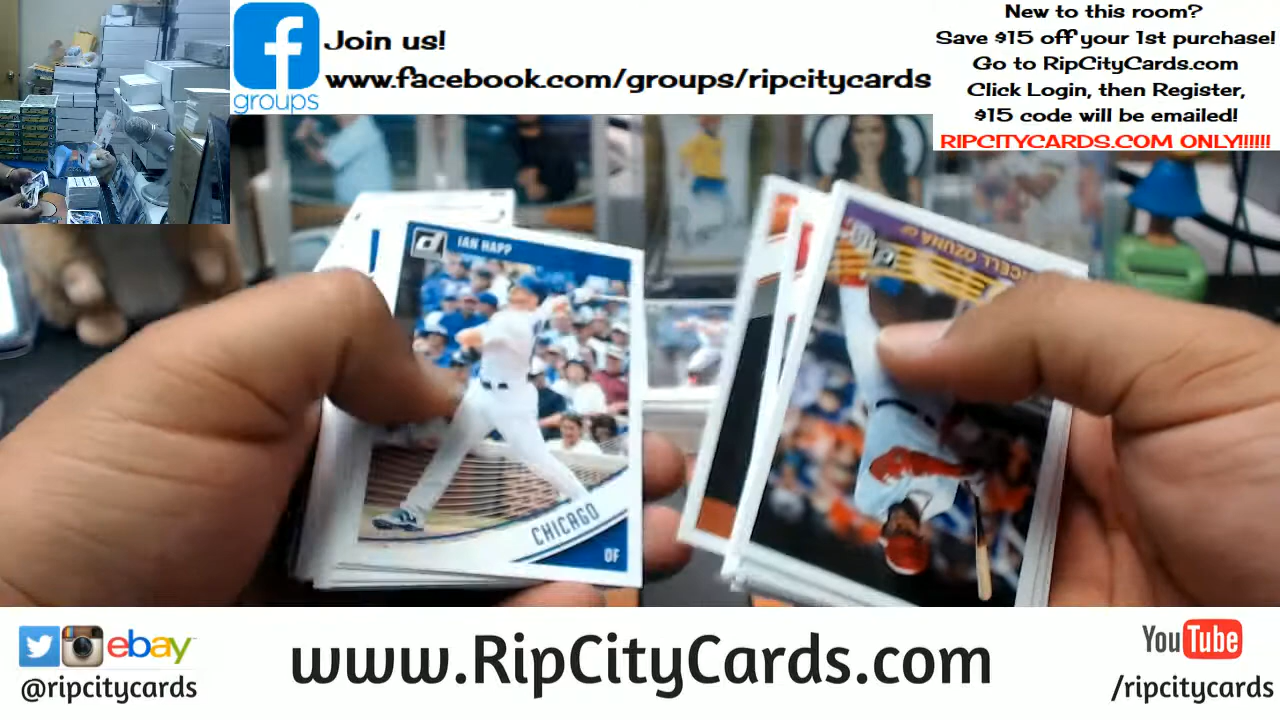 Join us!
www.facebook.com/groups/ripcitycards
groups
New to this room?
Save $15 off your 1st purchase!
Go to RipCityCards.com
Click Login, then Register,
$15 code will be emailed!
RIPCITYCARDS.COM ONLY!!!!!!
IAN HAPP
CHICAGO
OF
CELL OZUNA OF
ebay
@ripcitycards
www.RipCityCards.com
YouTube
/ripcitycards